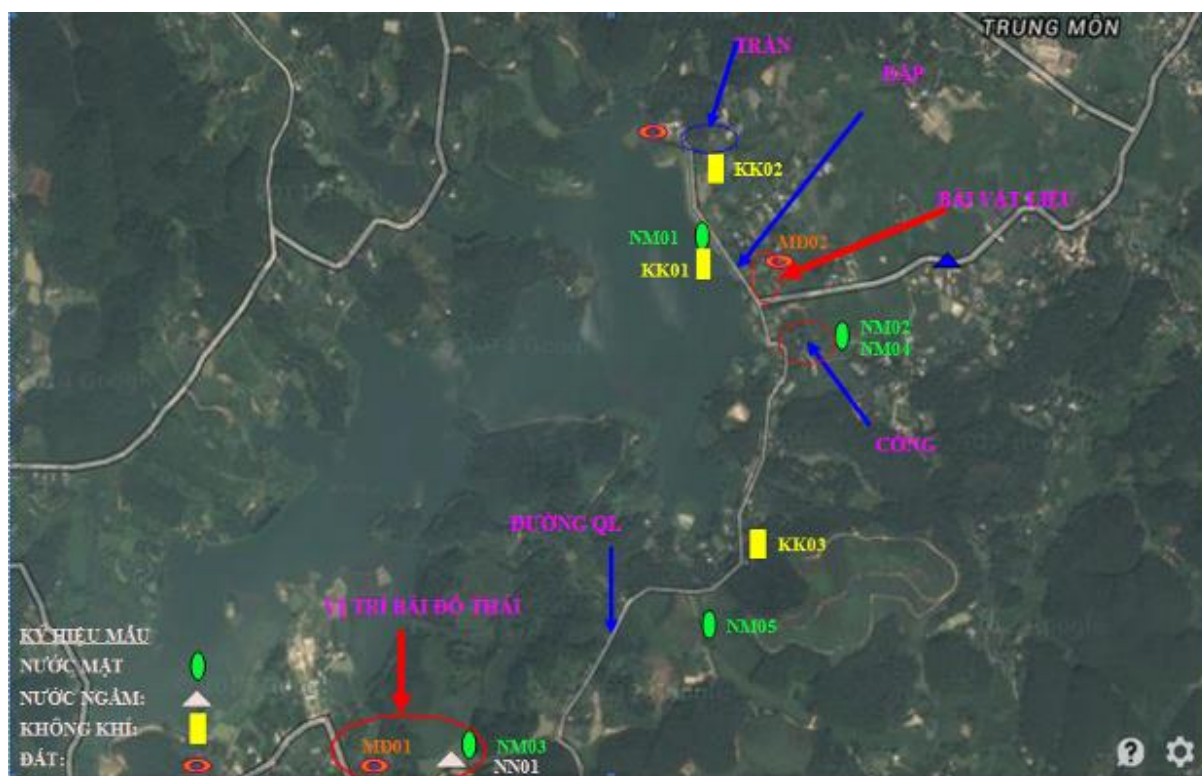 TRUNG MÔN
TRÀN
ĐẬP
KK02
BÃI VẬT LIỆU
NM01
MĐ02
KK01
NM02
NM04
CỐNG
ĐƯỜNG QL
KK03
VỊ TRÍ BÃI ĐỔ THẢI
NM05
KÝ HIỆU MẪU
NƯỚC MẶT
NƯỚC NGẦM:
KHÔNG KHÍ:
ĐẤT:
MĐ01
NM03
NN01